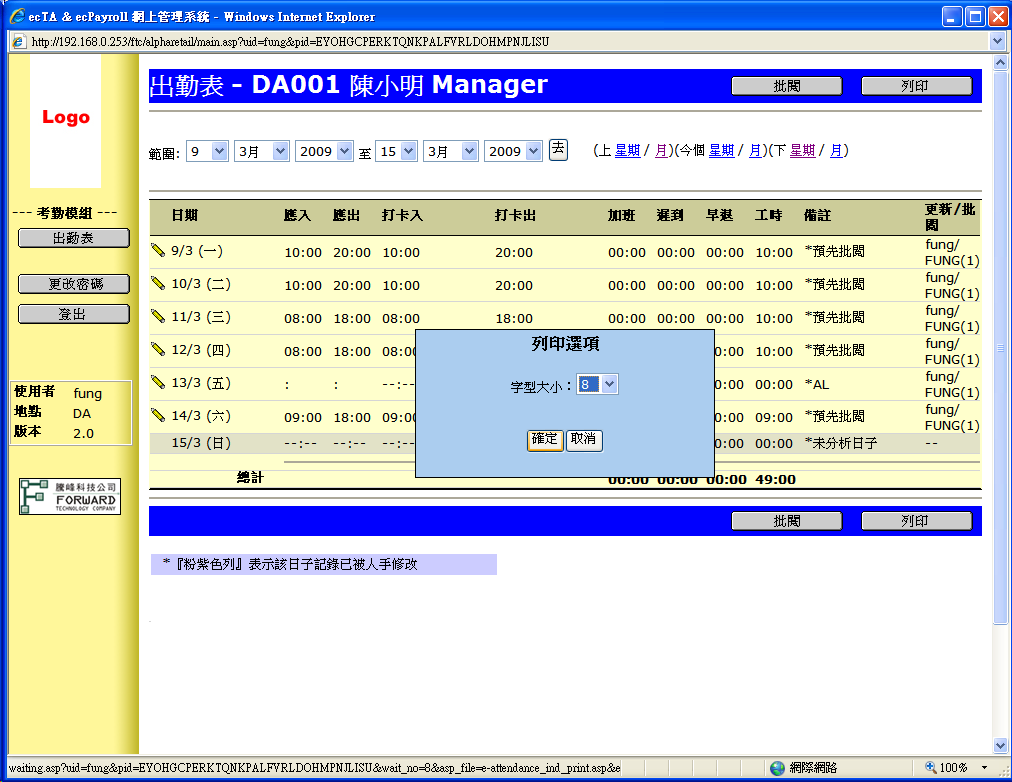 ecTA & ecPayroll 網上管理系統 - Windows Internet Explorer
http://192.168.0.253/ftc/alpharetail/main.asp?uid=fung&pid=EYOHGCPERKTQNKPALFVRLDOHMPNJLISU
Logo
--- 考勤模組 ---
出勤表
更改密碼
登出
使用者 fung
地點 DA
版本 2.0
騰峰科技公司
FORWARD
TECHNOLOGY COMPANY
出勤表 - DA001 陳小明 Manager 批閱 列印
範圍: 9 3月 2009 至 15 3月 2009 去 (上 星期 / 月)(今個 星期 / 月)(下 星期 / 月)
日期 應入 應出 打卡入 打卡出 加班 遲到 早退 工時 備註 更新/批閱
9/3 (一) 10:00 20:00 10:00 20:00 00:00 00:00 00:00 10:00 *預先批閱 fung/FUNG(1)
10/3 (二) 10:00 20:00 10:00 20:00 00:00 00:00 00:00 10:00 *預先批閱 fung/FUNG(1)
11/3 (三) 08:00 18:00 08:00 18:00 00:00 00:00 00:00 10:00 *預先批閱 fung/FUNG(1)
12/3 (四) 08:00 18:00 08:00 0:00 10:00 *預先批閱 fung/FUNG(1)
13/3 (五) : : --:-- 0:00 00:00 *AL fung/FUNG(1)
14/3 (六) 09:00 18:00 09:00 0:00 09:00 *預先批閱 fung/FUNG(1)
15/3 (日) --:-- --:-- --:-- 0:00 00:00 *未分析日子 --
總計 00:00 00:00 00:00 49:00
列印選項
字型大小： 8
確定 取消
批閱 列印
*『粉紫色列』表示該日子記錄已被人手修改
waiting.asp?uid=fung&pid=EYOHGCPERKTQNKPALFVRLDOHMPNJLISU&wait_no=8&asp_file=e-attendance_ind_print.asp&e 網際網路 100%